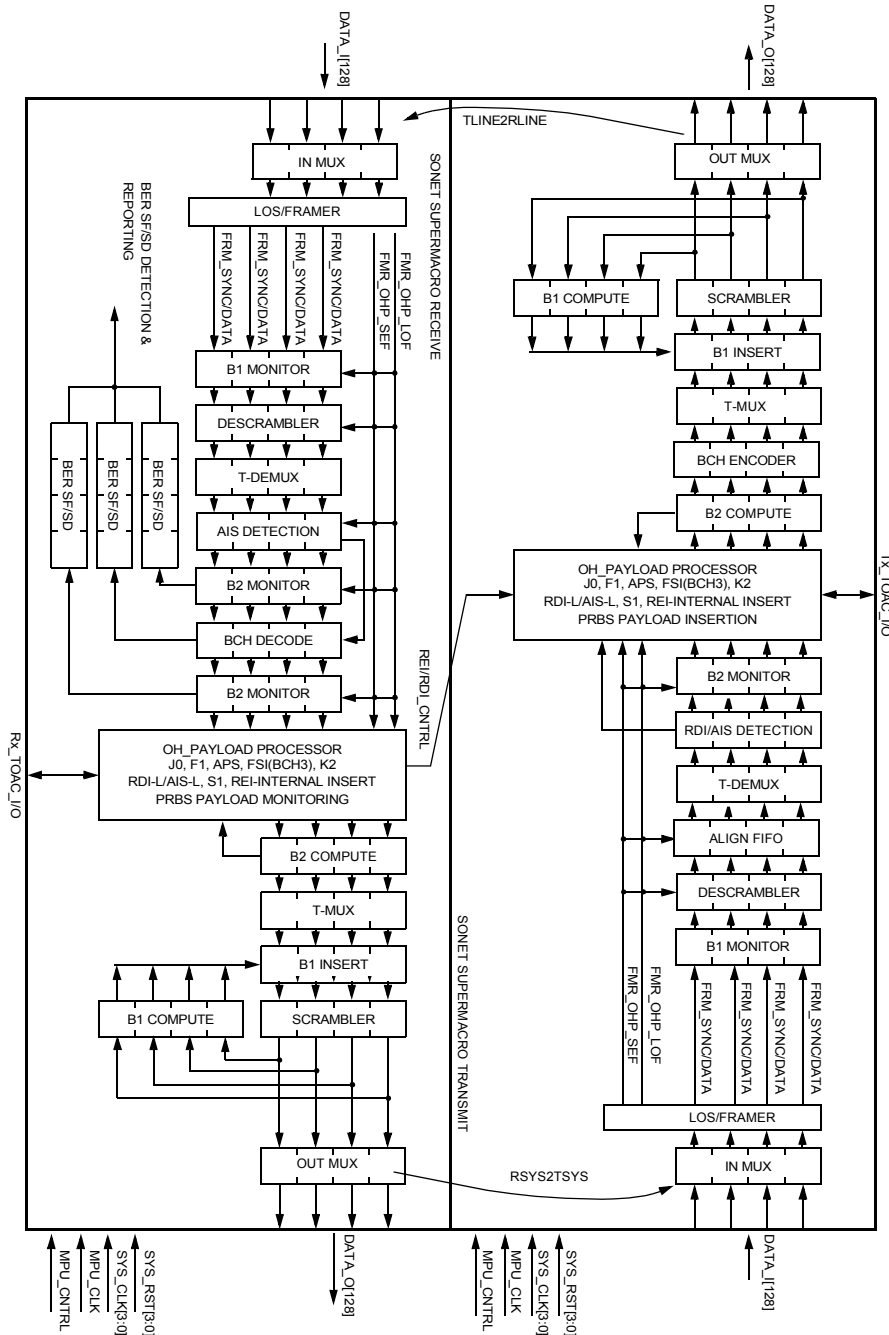 DATA_I[128]
DATA_O[128]
TLINE2RLINE
IN MUX
LOS/FRAMER
SONET SUPERMACRO RECEIVE
FRM_SYNC/DATA
FRM_SYNC/DATA
FRM_SYNC/DATA
FRM_SYNC/DATA
FMR_OHP_SEF
FMR_OHP_LOF
BER SF/SD DETECTION &
REPORTING
B1 MONITOR
DESCRAMBLER
T-DEMUX
AIS DETECTION
B2 MONITOR
BCH DECODE
B2 MONITOR
BER SF/SD
BER SF/SD
BER SF/SD
REI/RDI_CNTRL
Rx_TOAC_I/O
OH_PAYLOAD PROCESSOR
J0, F1, APS, FSI(BCH3), K2
RDI-L/AIS-L, S1, REI-INTERNAL INSERT
PRBS PAYLOAD MONITORING
B2 COMPUTE
T-MUX
B1 INSERT
B1 COMPUTE
SCRAMBLER
OUT MUX
RSYS2TSYS
DATA_O[128]
MPU_CNTRL
MPU_CLK
SYS_CLK[3:0]
SYS_RST[3:0]
OUT MUX
B1 COMPUTE
SCRAMBLER
B1 INSERT
T-MUX
BCH ENCODER
B2 COMPUTE
OH_PAYLOAD PROCESSOR
J0, F1, APS, FSI(BCH3), K2
RDI-L/AIS-L, S1, REI-INTERNAL INSERT
PRBS PAYLOAD INSERTION
Tx_TOAC_I/O
B2 MONITOR
RDI/AIS DETECTION
T-DEMUX
ALIGN FIFO
DESCRAMBLER
B1 MONITOR
SONET SUPERMACRO TRANSMIT
FMR_OHP_SEF
FMR_OHP_LOF
FRM_SYNC/DATA
FRM_SYNC/DATA
FRM_SYNC/DATA
FRM_SYNC/DATA
LOS/FRAMER
IN MUX
MPU_CNTRL
MPU_CLK
SYS_CLK[3:0]
SYS_RST[3:0]
DATA_I[128]